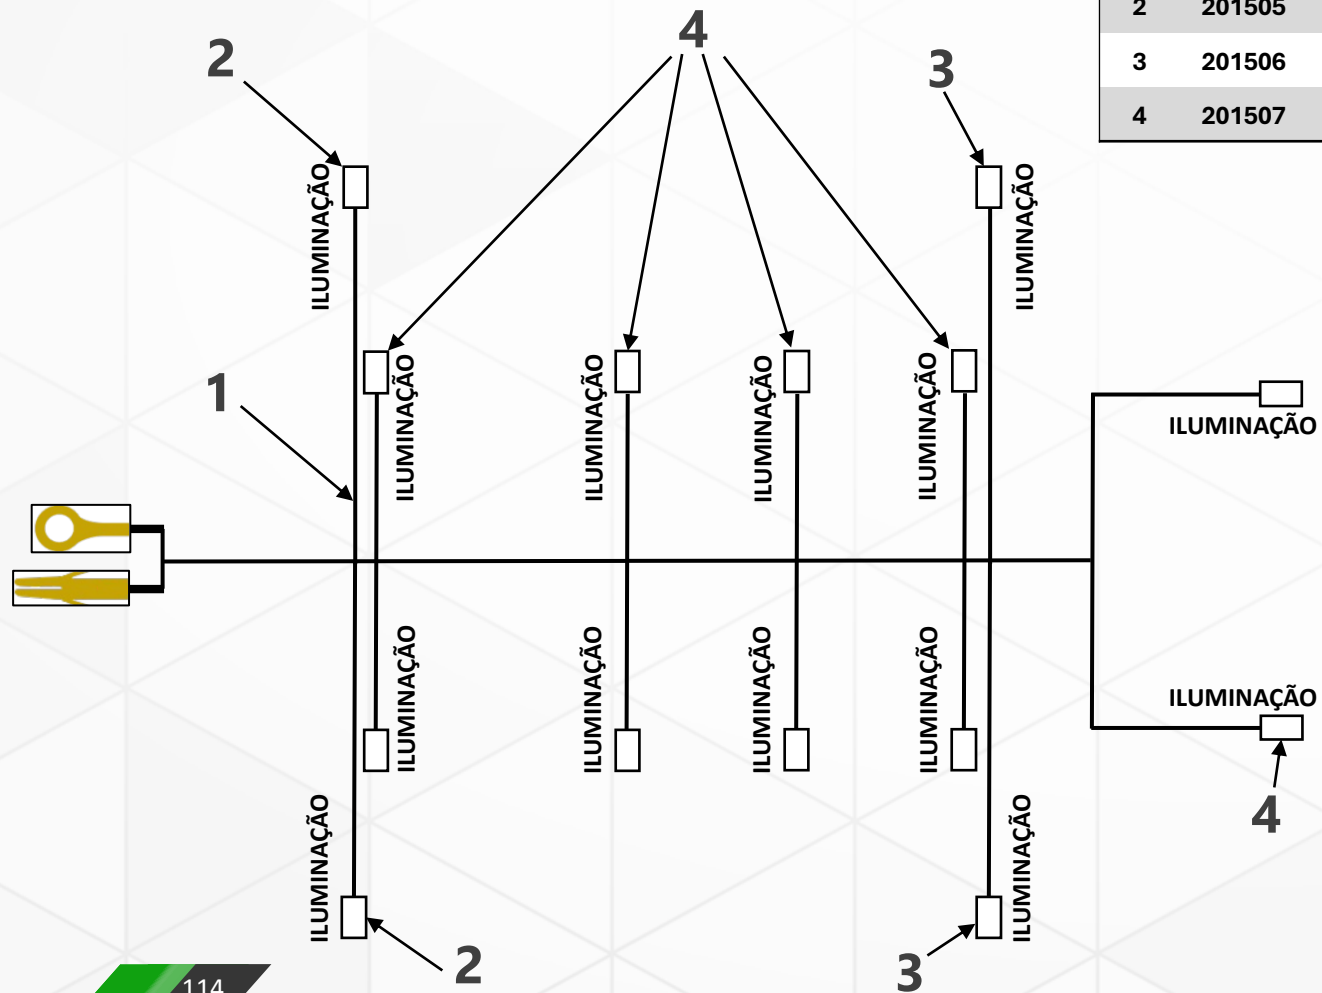 2 201505
3 201506
4 201507
4
2
3
ILUMINAÇÃO
ILUMINAÇÃO
ILUMINAÇÃO
ILUMINAÇÃO
ILUMINAÇÃO
ILUMINAÇÃO
1
ILUMINAÇÃO
ILUMINAÇÃO
ILUMINAÇÃO
ILUMINAÇÃO
ILUMINAÇÃO
ILUMINAÇÃO
4
ILUMINAÇÃO
ILUMINAÇÃO
2
3
114